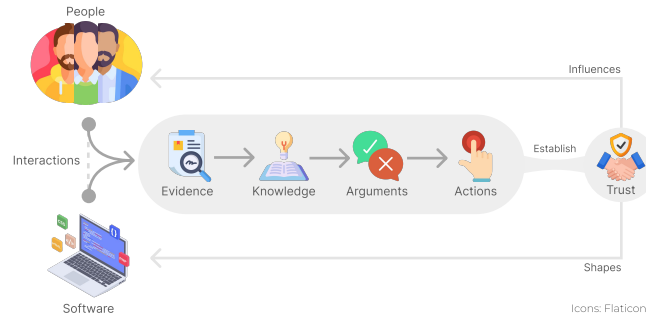 People
Influences
Interactions
Establish
Evidence
Knowledge
Arguments
Actions
Trust
Shapes
Software
Icons: Flaticon